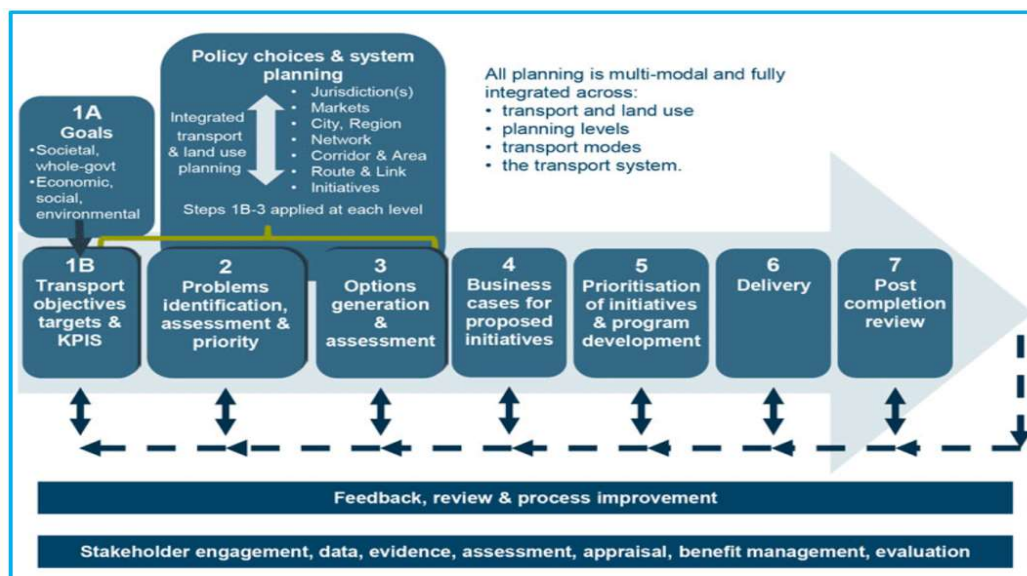 Policy choices & system
planning
Integrated
transport
& land use
planning
• Jurisdiction(s)
• Markets
• City, Region
• Network
• Corridor & Area
• Route & Link
• Initiatives
Steps 1B-3 applied at each level
All planning is multi-modal and fully
integrated across:
• transport and land use
• planning levels
• transport modes
• the transport system.
1A
Goals
•Societal,
whole-govt
•Economic,
social,
environmental
1B
Transport
objectives
targets &
KPIS
2
Problems
identification,
assessment &
priority
3
Options
generation
&
assessment
4
Business
cases for
proposed
initiatives
5
Prioritisation
of initiatives
& program
development
6
Delivery
7
Post
completion
review
Feedback, review & process improvement
Stakeholder engagement, data, evidence, assessment, appraisal, benefit management, evaluation